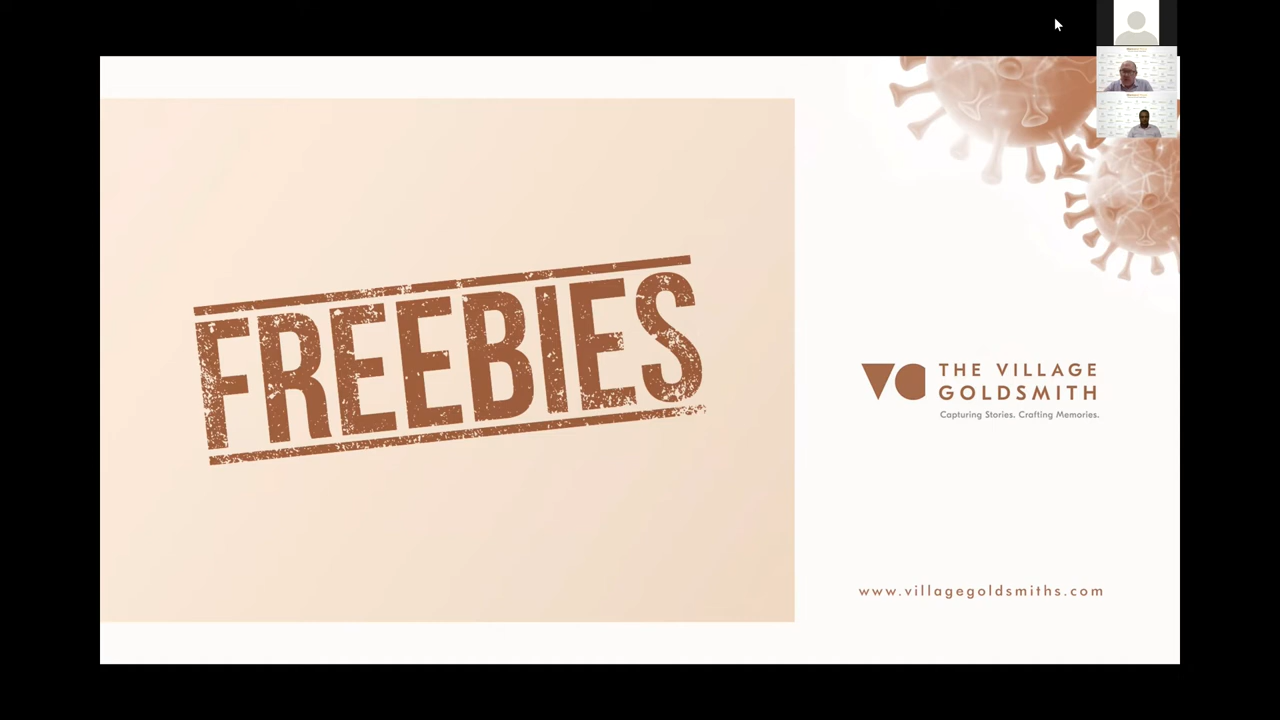 FREEBIES
THE VILLAGE
GOLDSMITH
Capturing Stories. Crafting Memories.
www.villagegoldsmiths.com